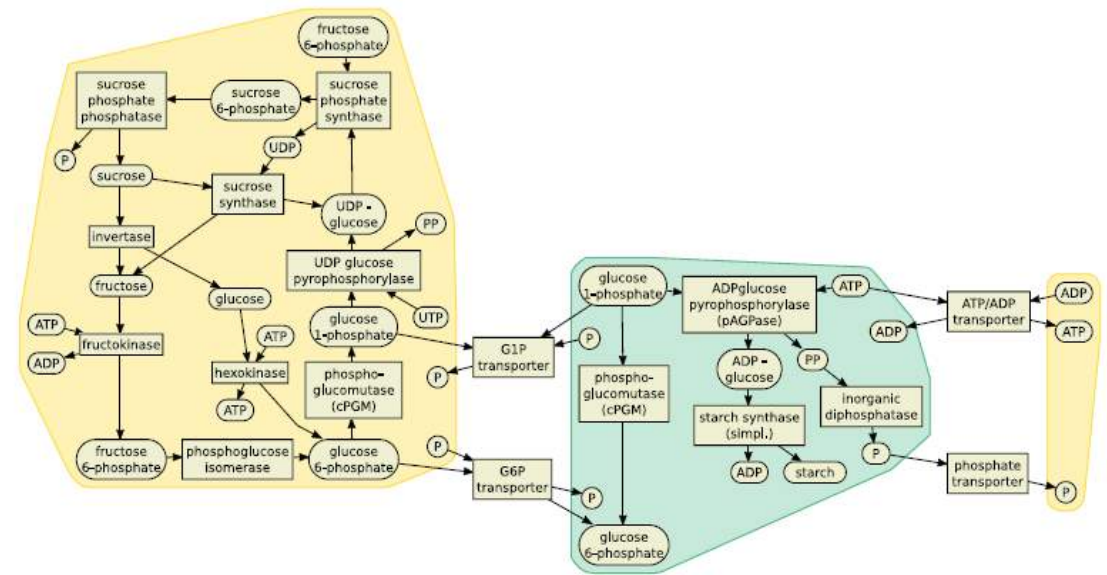 fructose
6-phosphate
sucrose
phosphate
phosphatase
sucrose
6-phosphate
sucrose
phosphate
synthase
P
UDP
sucrose
sucrose
synthase
UDP -
glucose
PP
invertase
UDP glucose
pyrophosphorylase
fructose
glucose
UTP
ATP
ADP
fructokinase
ATP
hexokinase
ATP
glucose
1-phosphate
phospho-
glucomutase
(cPGM)
P
G1P
transporter
P
fructose
6-phosphate
phosphoglucose
isomerase
glucose
6-phosphate
P
G6P
transporter
P
glucose
1-phosphate
ADPglucose
pyrophosphorylase
(pAGPase)
ATP
ADP
ATP/ADP
transporter
ADP
ATP
phospho-
glucomutase
(cPGM)
ADP -
glucose
PP
inorganic
diphosphatase
starch synthase
(simpl.)
ADP
starch
P
phosphate
transporter
P
glucose
6-phosphate